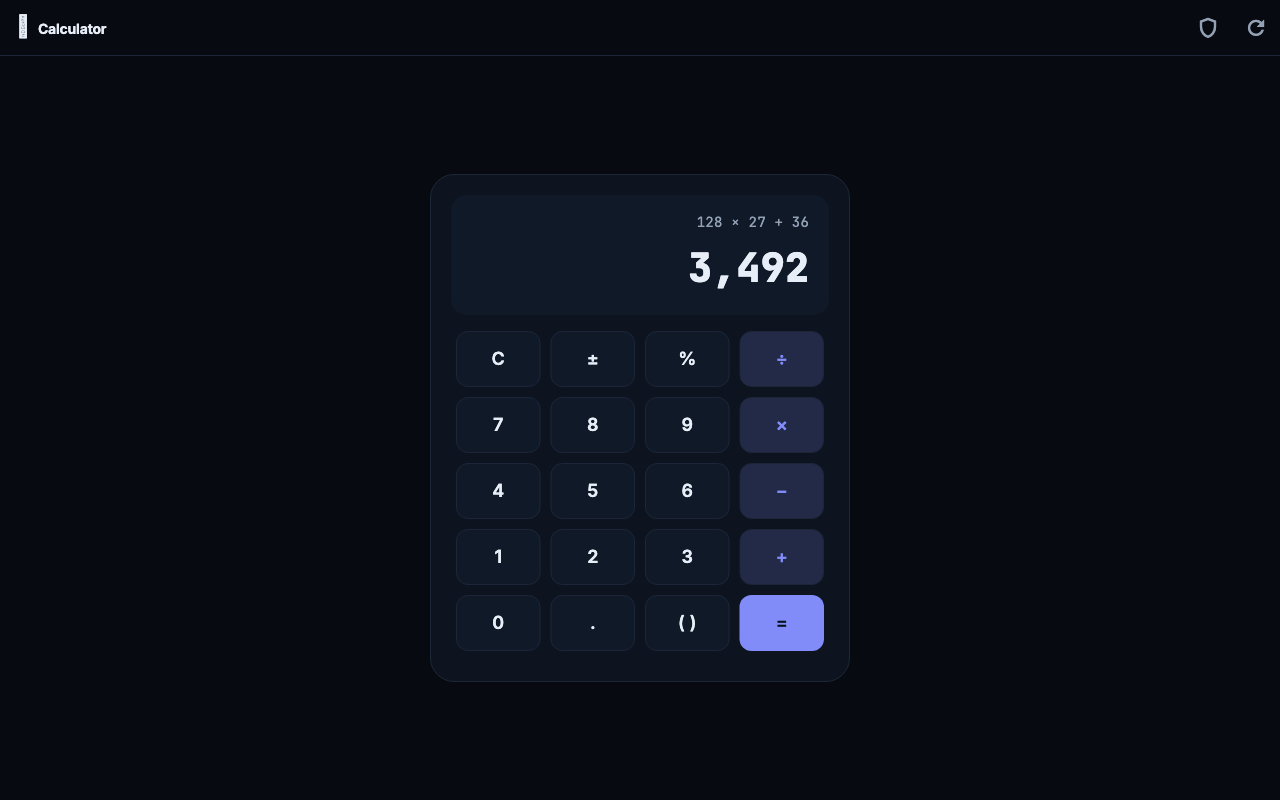 Calculator
128 × 27 + 36
3,492
C ± % ÷
7 8 9 ×
4 5 6 −
1 2 3 +
0 . ( ) =